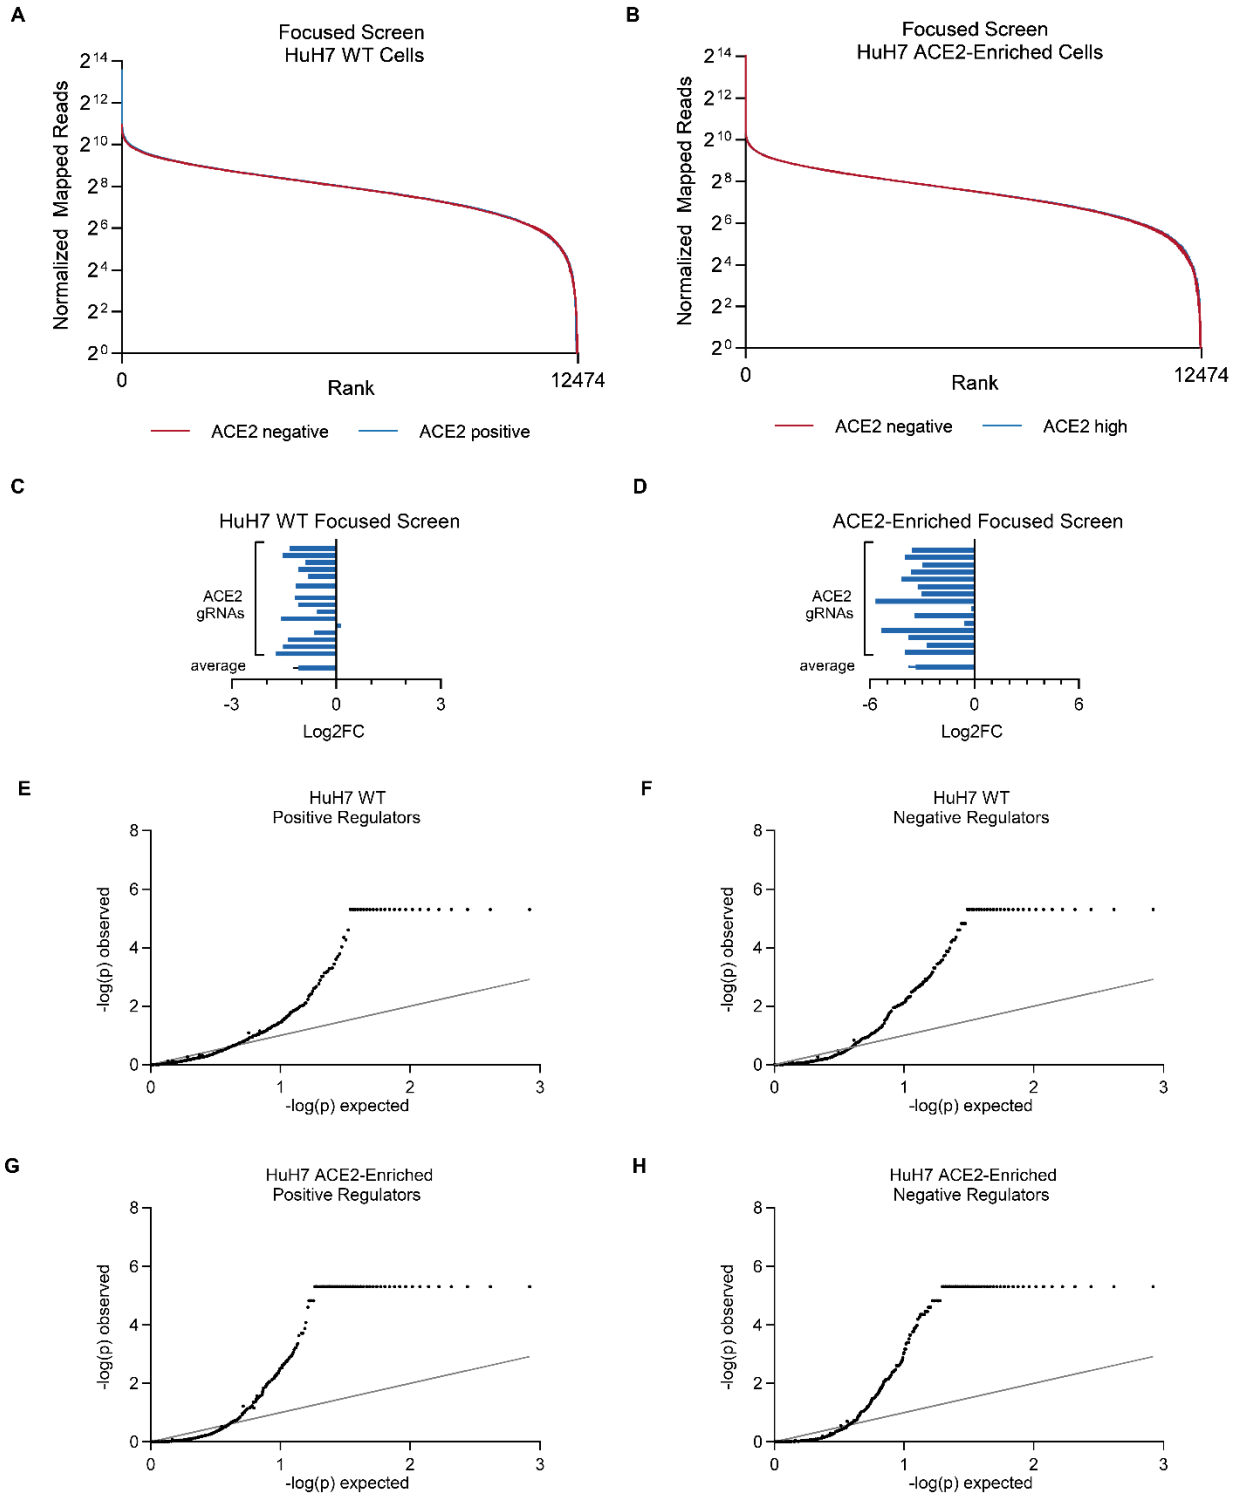 A
Focused Screen
HuH7 WT Cells
Normalized Mapped Reads
2^14
2^12
2^10
2^8
2^6
2^4
2^2
2^0
0
12474
Rank
ACE2 negative
ACE2 positive
B
Focused Screen
HuH7 ACE2-Enriched Cells
Normalized Mapped Reads
2^14
2^12
2^10
2^8
2^6
2^4
2^2
2^0
0
12474
Rank
ACE2 negative
ACE2 high
C
HuH7 WT Focused Screen
ACE2
gRNAs
average
-3
0
3
Log2FC
D
ACE2-Enriched Focused Screen
ACE2
gRNAs
average
-6
0
6
Log2FC
E
HuH7 WT
Positive Regulators
-log(p) observed
8
6
4
2
0
0
1
2
3
-log(p) expected
F
HuH7 WT
Negative Regulators
-log(p) observed
8
6
4
2
0
0
1
2
3
-log(p) expected
G
HuH7 ACE2-Enriched
Positive Regulators
-log(p) observed
8
6
4
2
0
0
1
2
3
-log(p) expected
H
HuH7 ACE2-Enriched
Negative Regulators
-log(p) observed
8
6
4
2
0
0
1
2
3
-log(p) expected